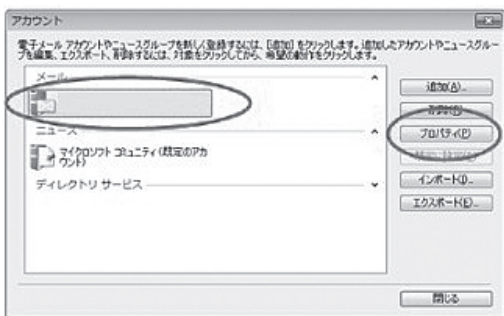 アカウント
電子メール アカウントやニュースグループを新しく登録するには、[追加] をクリックします。追加したアカウントやニュースグルー
プを編集、エクスポート、削除するには、対象をクリックしてから、希望の動作をクリックします。
メール
追加(A)...
削除(R)
ニュース
プロパティ(P)
マイクロソフト コミュニティ (既定のアカ
ウント)
インポート(I)...
ディレクトリ サービス
エクスポート(E)...
閉じる